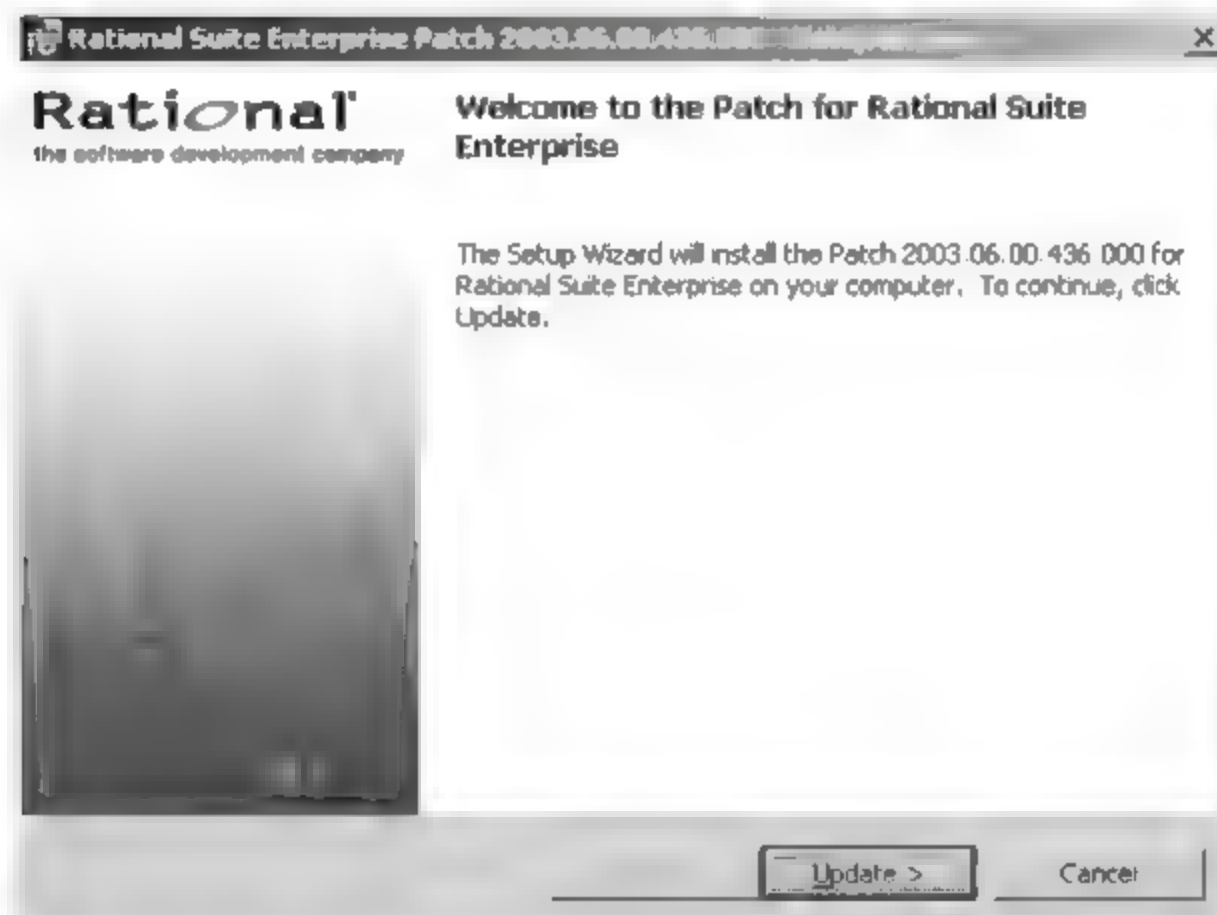 Rational Suite Enterprise Patch 2003.06.00.436.000
Rational
the software development company
Welcome to the Patch for Rational Suite
Enterprise
The Setup Wizard will install the Patch 2003.06.00.436.000 for
Rational Suite Enterprise on your computer. To continue, click
Update.
Update >
Cancel